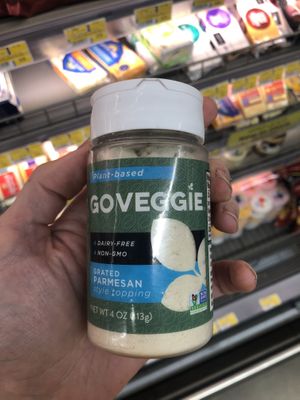 Plant-based
GOVEGGIE
DAIRY-FREE
NON-GMO
GRATED
PARMESAN
style topping
NET WT 4 OZ (113g)